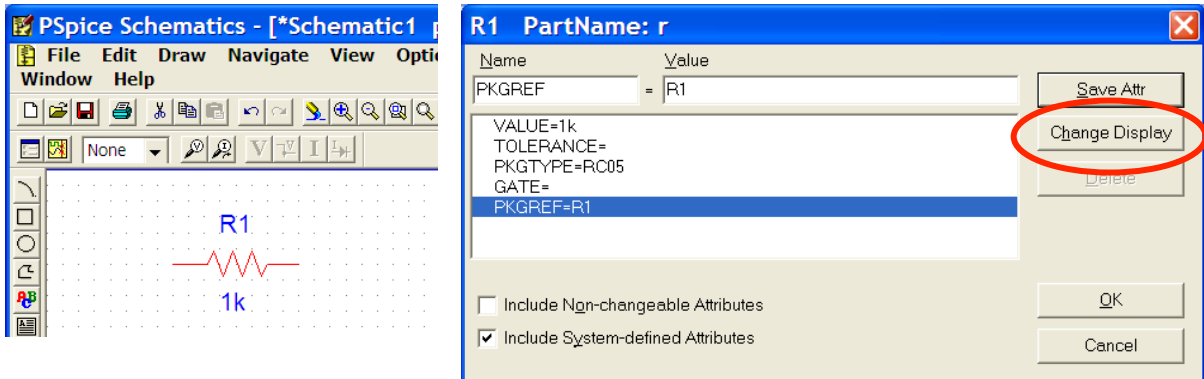 PSpice Schematics - [*Schematic1 p
File Edit Draw Navigate View Optio
Window Help
None
V V I I
R1
1k
R1 PartName: r
Name Value
PKGREF = R1
Save Attr
VALUE=1k
TOLERANCE=
PKGTYPE=RC05
GATE=
PKGREF=R1
Change Display
Delete
Include Non-changeable Attributes
Include System-defined Attributes
OK
Cancel